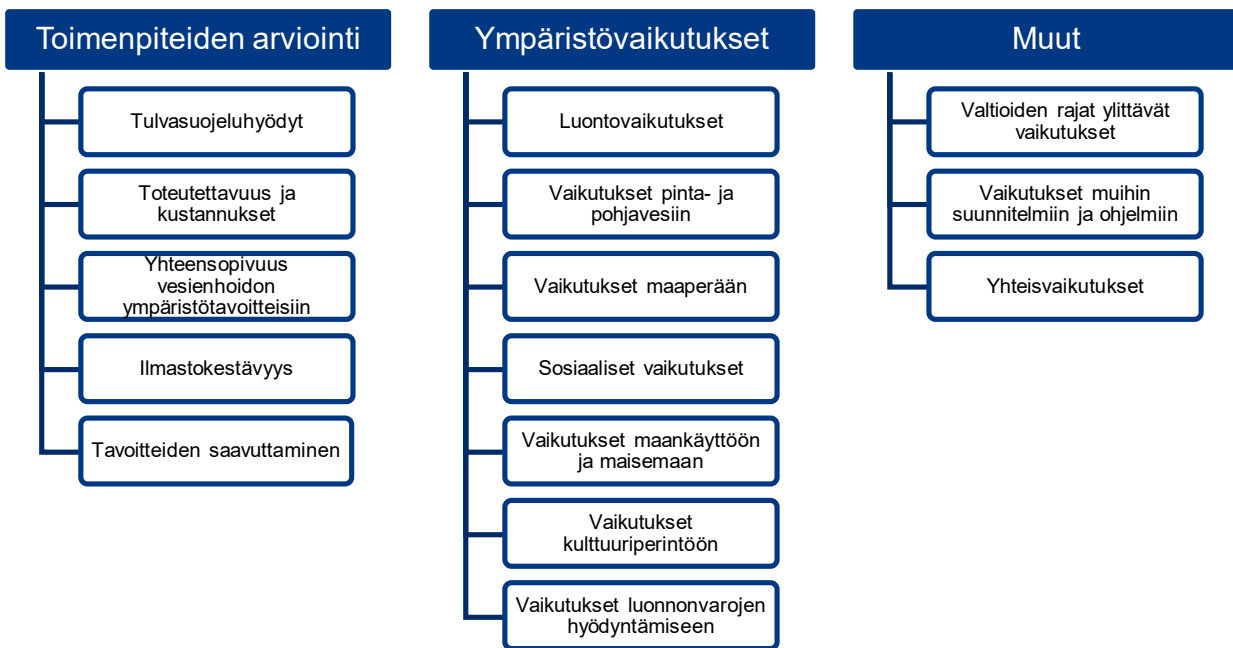 Toimenpiteiden arviointi
Tulvasuojeluhyödyt
Toteutettavuus ja
kustannukset
Yhteensopivuus
vesienhoidon
ympäristötavoitteisiin
Ilmastokestävyys
Tavoitteiden saavuttaminen
Ympäristövaikutukset
Luontovaikutukset
Vaikutukset pinta- ja
pohjavesiin
Vaikutukset maaperään
Sosiaaliset vaikutukset
Vaikutukset maankäyttöön
ja maisemaan
Vaikutukset
kulttuuriperintöön
Vaikutukset luonnonvarojen
hyödyntämiseen
Muut
Valtioiden rajat ylittävät
vaikutukset
Vaikutukset muihin
suunnitelmiin ja ohjelmiin
Yhteisvaikutukset